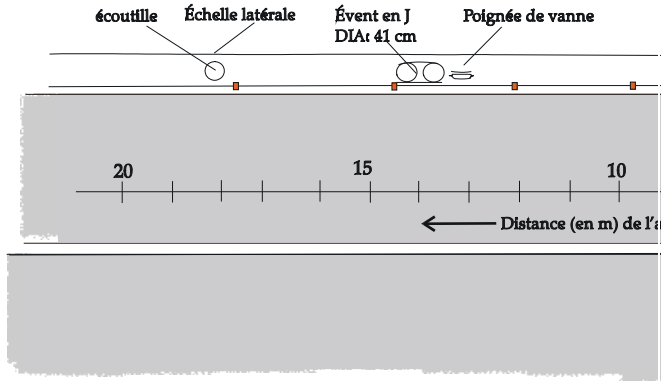 écoutille
Échelle latérale
Évent en J
DIA: 41 cm
Poignée de vanne
20
15
10
Distance (en m) de l'a